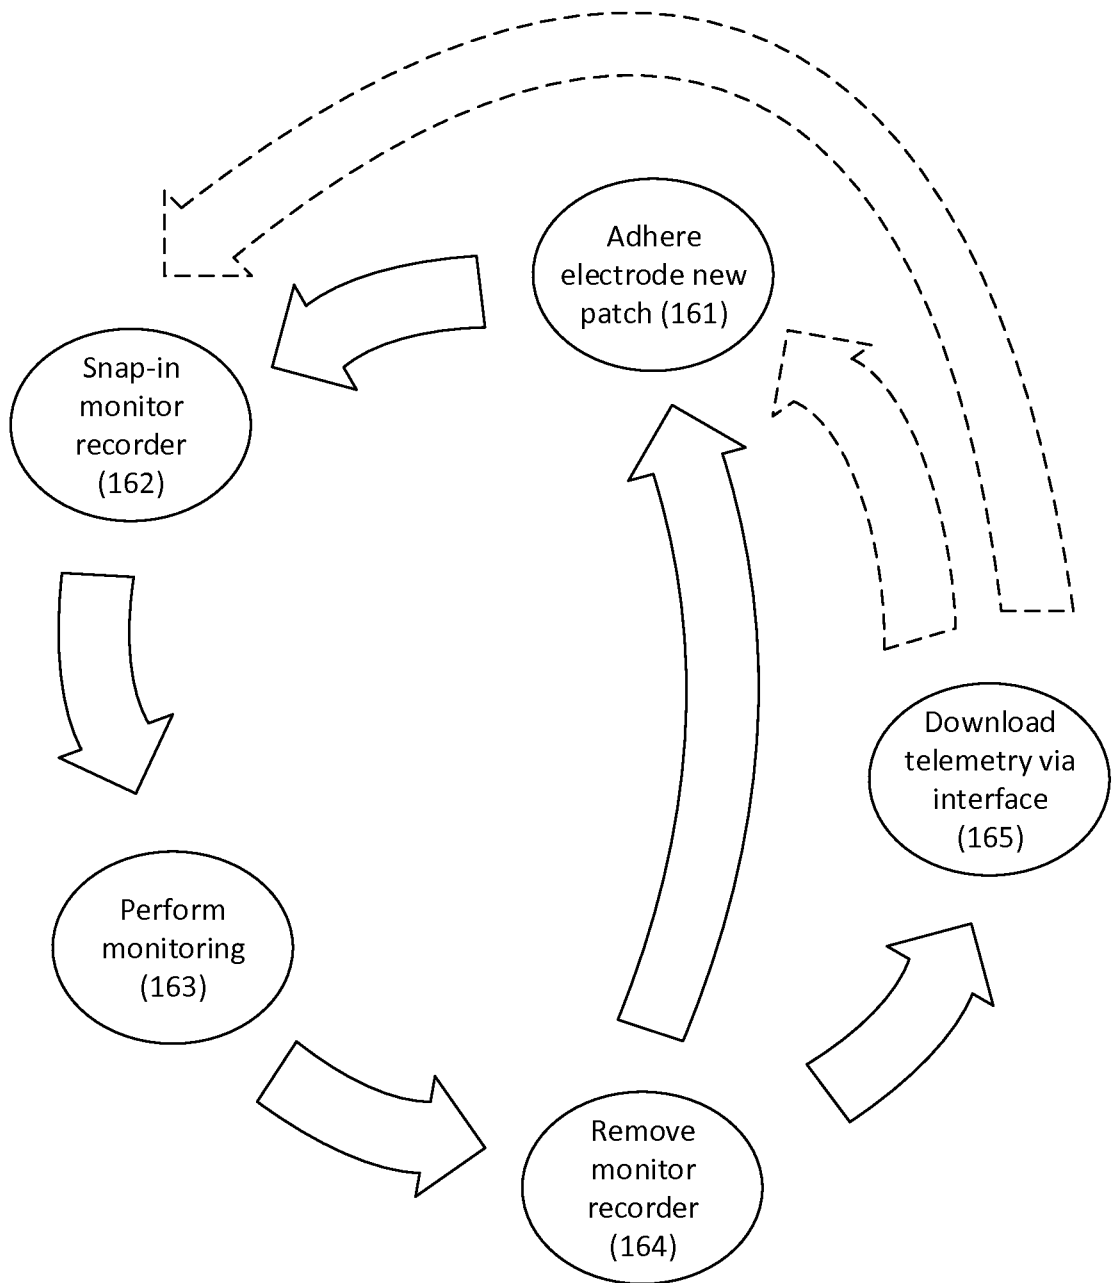 Adhere
electrode new
patch (161)
Snap-in
monitor
recorder
(162)
Perform
monitoring
(163)
Remove
monitor
recorder
(164)
Download
telemetry via
interface
(165)